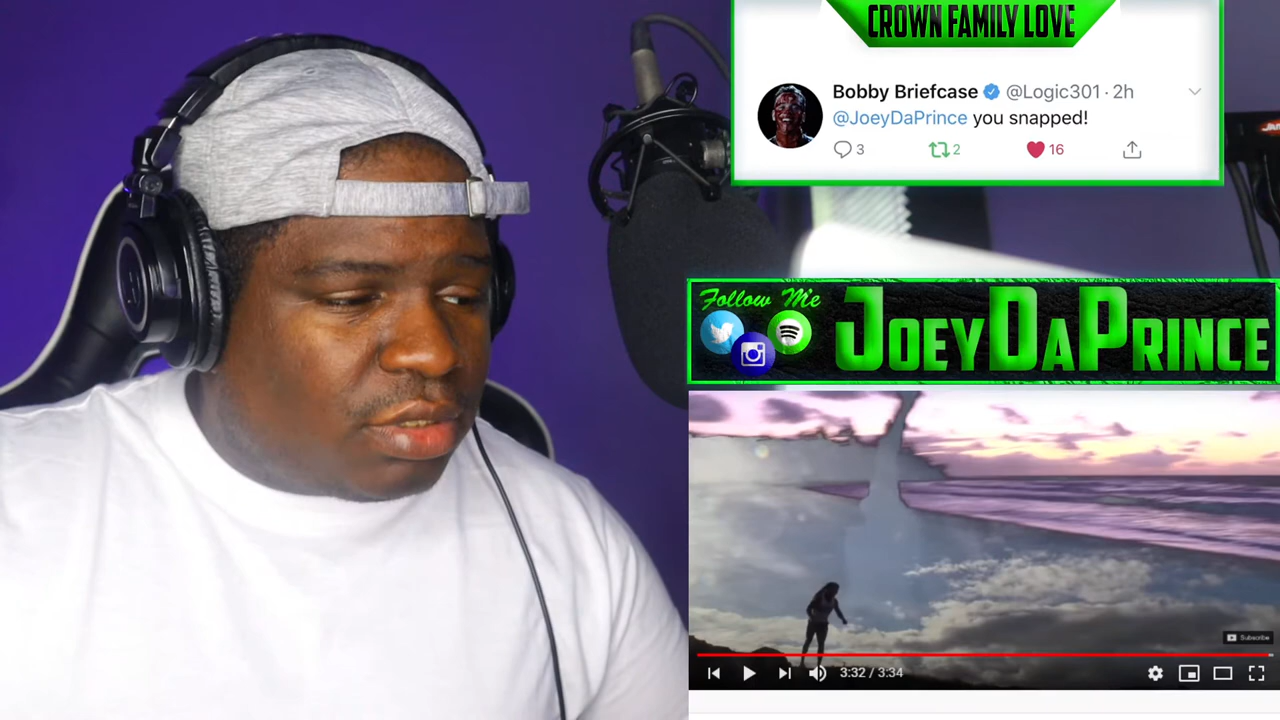 CROWN FAMILY LOVE
Bobby Briefcase @Logic301 · 2h
@JoeyDaPrince you snapped!
3 2 16
Follow Me
JOEYDAPRINCE
Subscribe
3:32 / 3:34